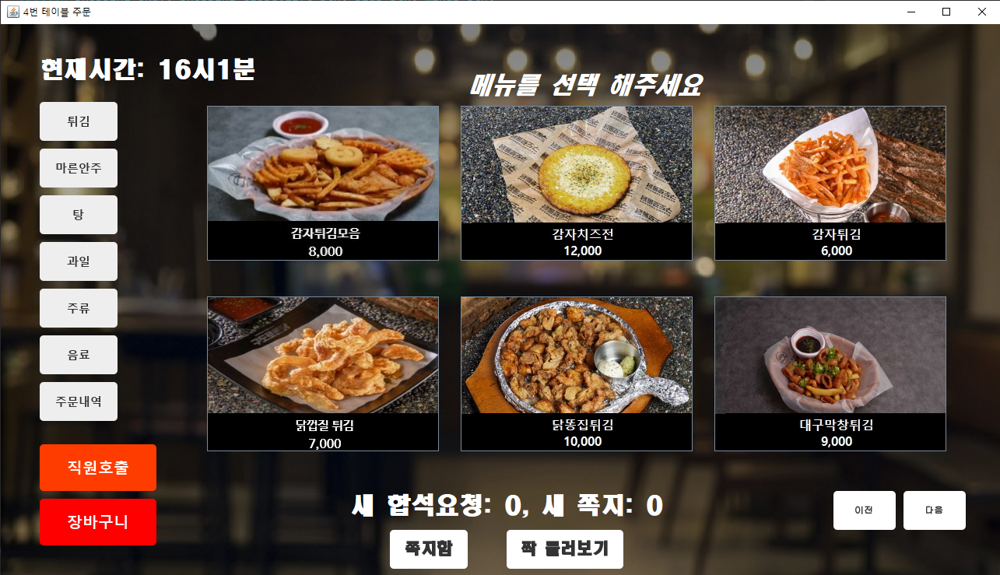 4번 테이블 주문
현재시간: 16시1분
메뉴를 선택 해주세요
튀김
마른안주
탕
과일
주류
음료
주문내역
직원호출
장바구니
감자튀김모음
8,000
감자치즈전
12,000
감자튀김
6,000
닭껍질 튀김
7,000
닭똥집튀김
10,000
대구막창튀김
9,000
새 합석요청: 0, 새 쪽지: 0
쪽지함
짝 둘러보기
이전
다음